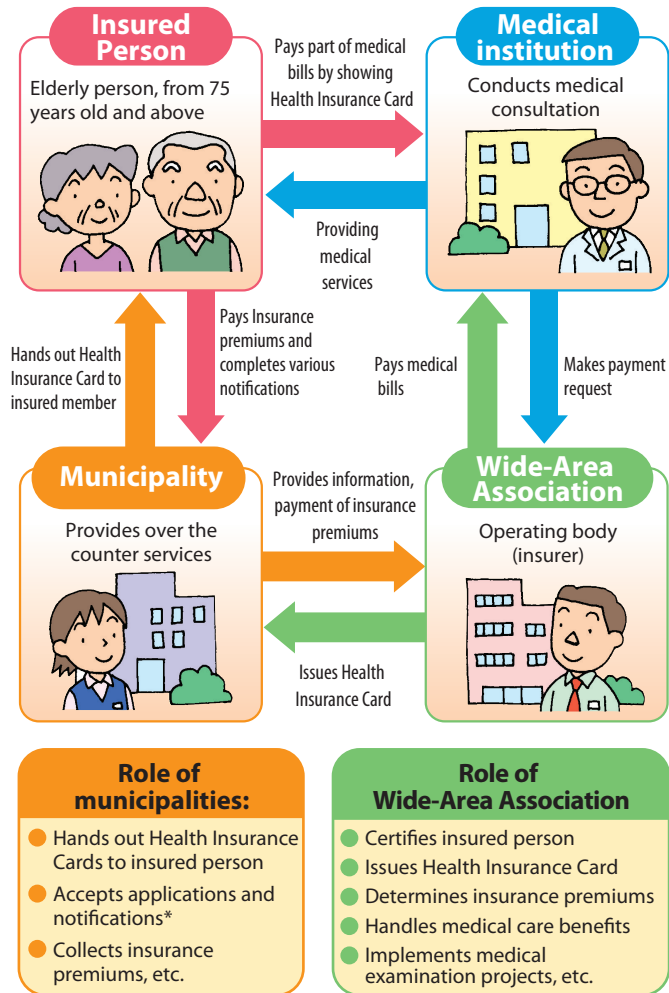 Insured
Person
Elderly person, from 75
years old and above
Pays part of medical
bills by showing
Health Insurance Card
Medical
institution
Conducts medical
consultation
Providing
medical
services
Hands out Health
Insurance Card to
insured member
Pays Insurance
premiums and
completes various
notifications
Pays medical
bills
Makes payment
request
Municipality
Provides over the
counter services
Provides information,
payment of insurance
premiums
Wide-Area
Association
Operating body
(insurer)
Issues Health
Insurance Card
Role of
municipalities:
Hands out Health Insurance
Cards to insured person
Accepts applications and
notifications*
Collects insurance
premiums, etc.
Role of
Wide-Area Association
Certifies insured person
Issues Health Insurance Card
Determines insurance premiums
Handles medical care benefits
Implements medical
examination projects, etc.